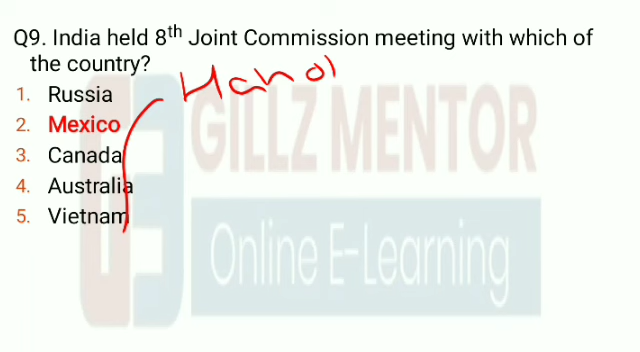 Q9. India held 8th Joint Commission meeting with which of
the country?
Hanoi
1. Russia
2. Mexico
3. Canada
4. Australia
5. Vietnam
GILLZ MENTOR
Online E-Learning